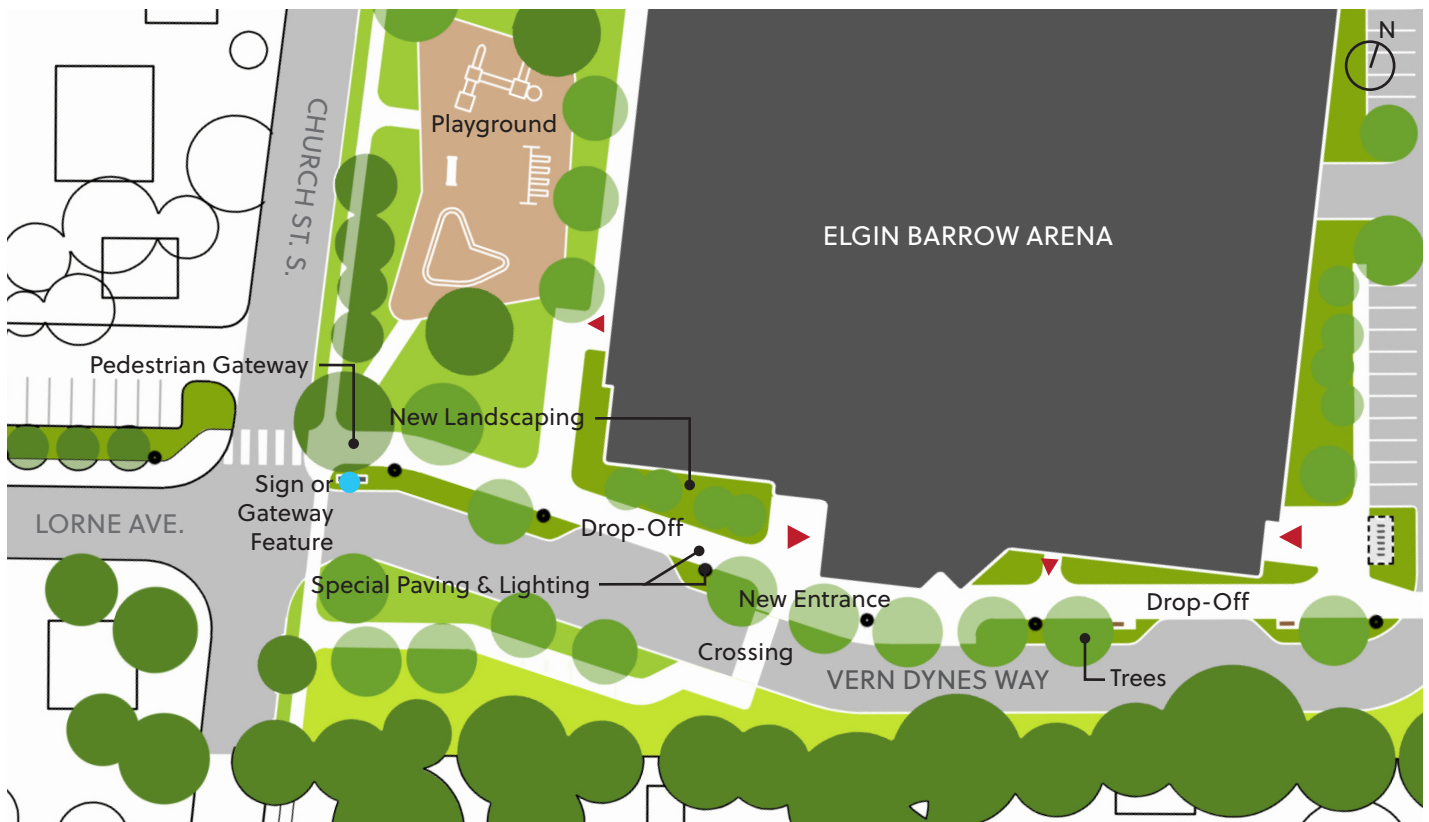 N
Playground
CHURCH ST. S.
ELGIN BARROW ARENA
Pedestrian Gateway
New Landscaping
Sign or
Gateway
Feature
LORNE AVE.
Drop-Off
Special Paving & Lighting
New Entrance
Drop-Off
Crossing
VERN DYNES WAY
Trees